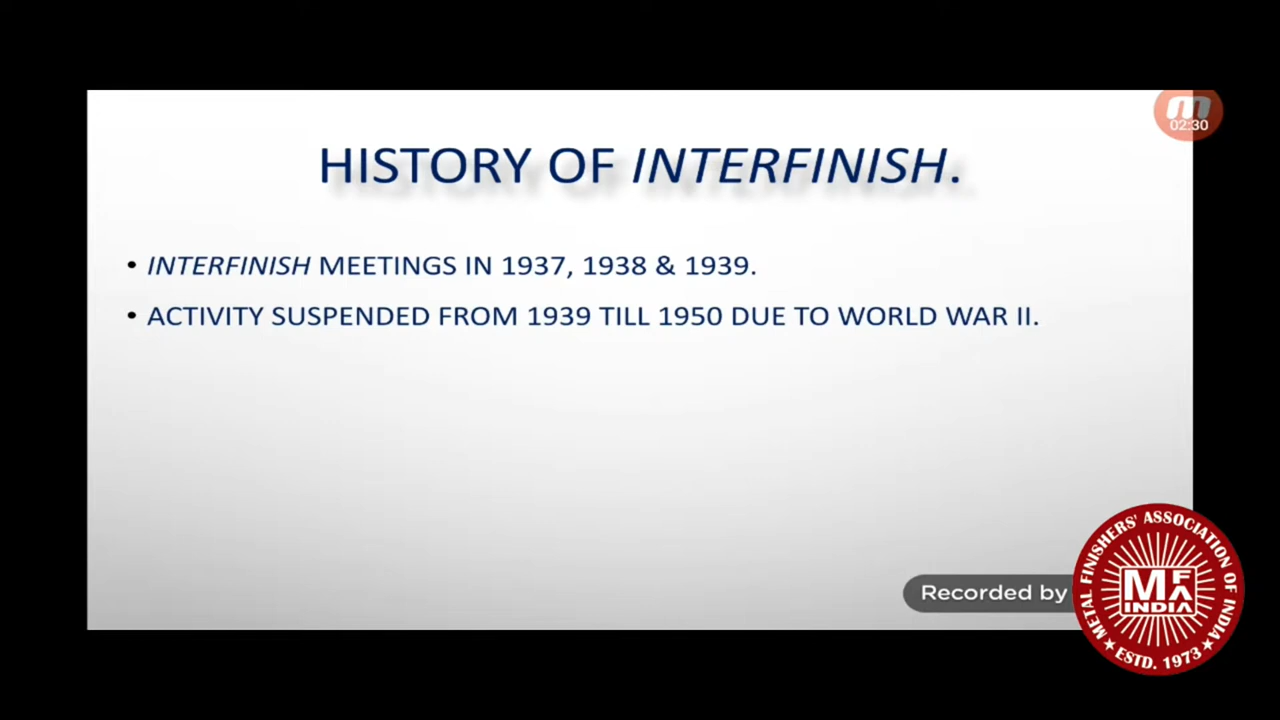 m
02:30
HISTORY OF INTERFINISH.
• INTERFINISH MEETINGS IN 1937, 1938 & 1939.
• ACTIVITY SUSPENDED FROM 1939 TILL 1950 DUE TO WORLD WAR II.
Recorded by
METAL FINISHERS' ASSOCIATION OF INDIA
MFA
INDIA
★ ESTD. 1973 ★